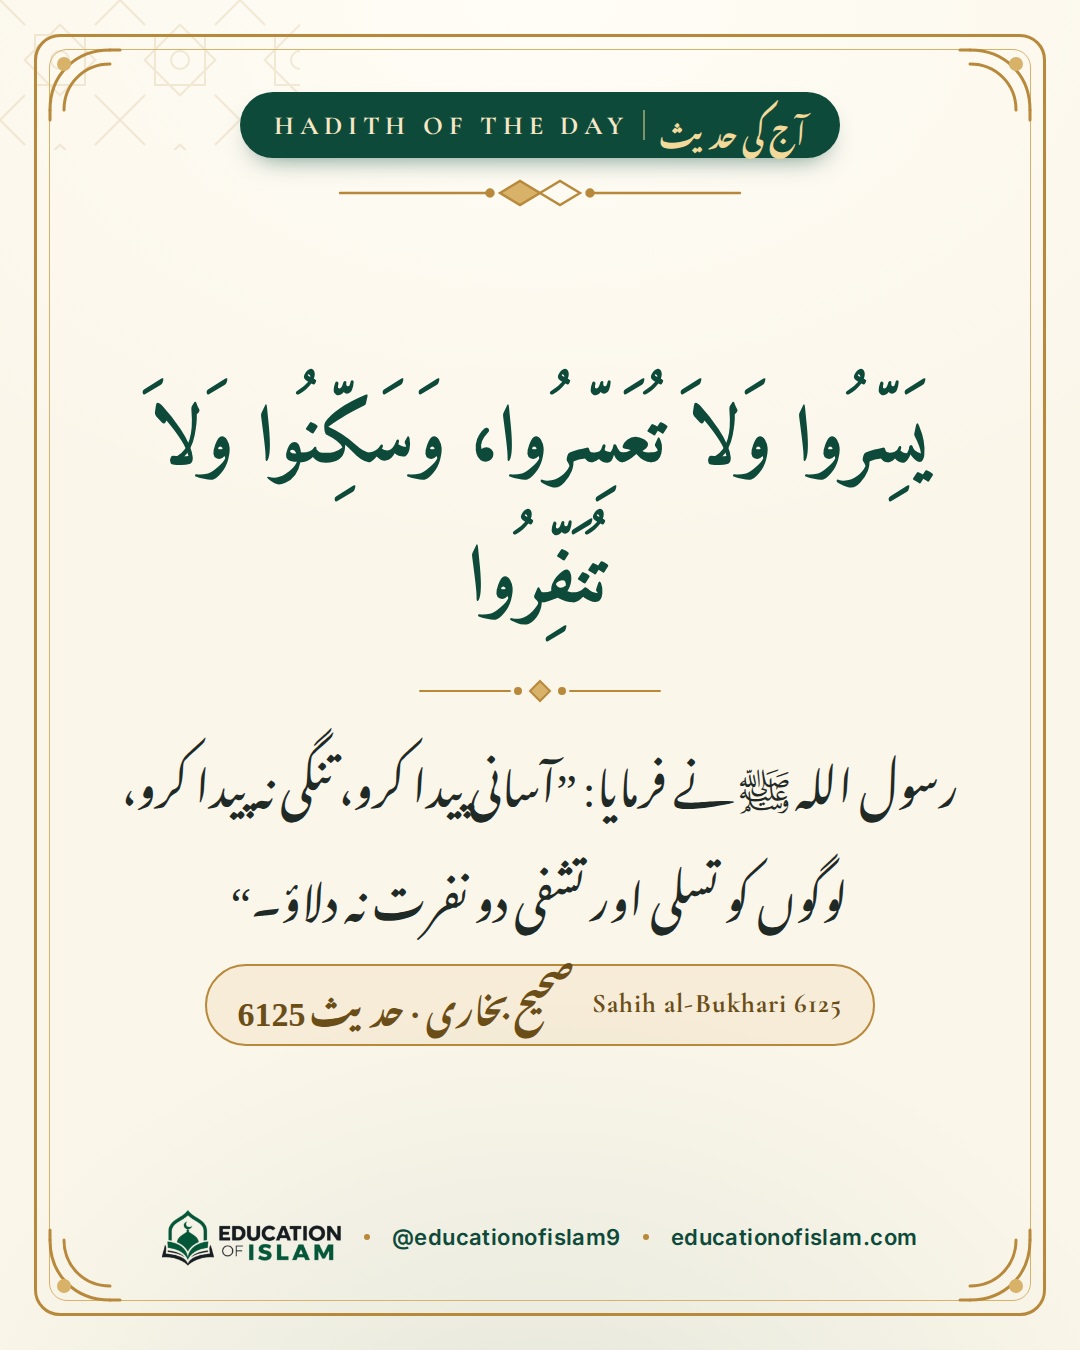 HADITH OF THE DAY | آج کی حدیث
يَسِّرُوا وَلاَ تُعَسِّرُوا، وَسَكِّنُوا وَلاَ
تُنَفِّرُوا
رسول اللہ ﷺ نے فرمایا: ”آسانی پیدا کرو، تنگی نہ پیدا کرو،
لوگوں کو تسلی اور تشفی دو نفرت نہ دلاؤ۔“
صحیح بخاری · حدیث 6125 Sahih al-Bukhari 6125
EDUCATION OF ISLAM • @educationofislam9 • educationofislam.com